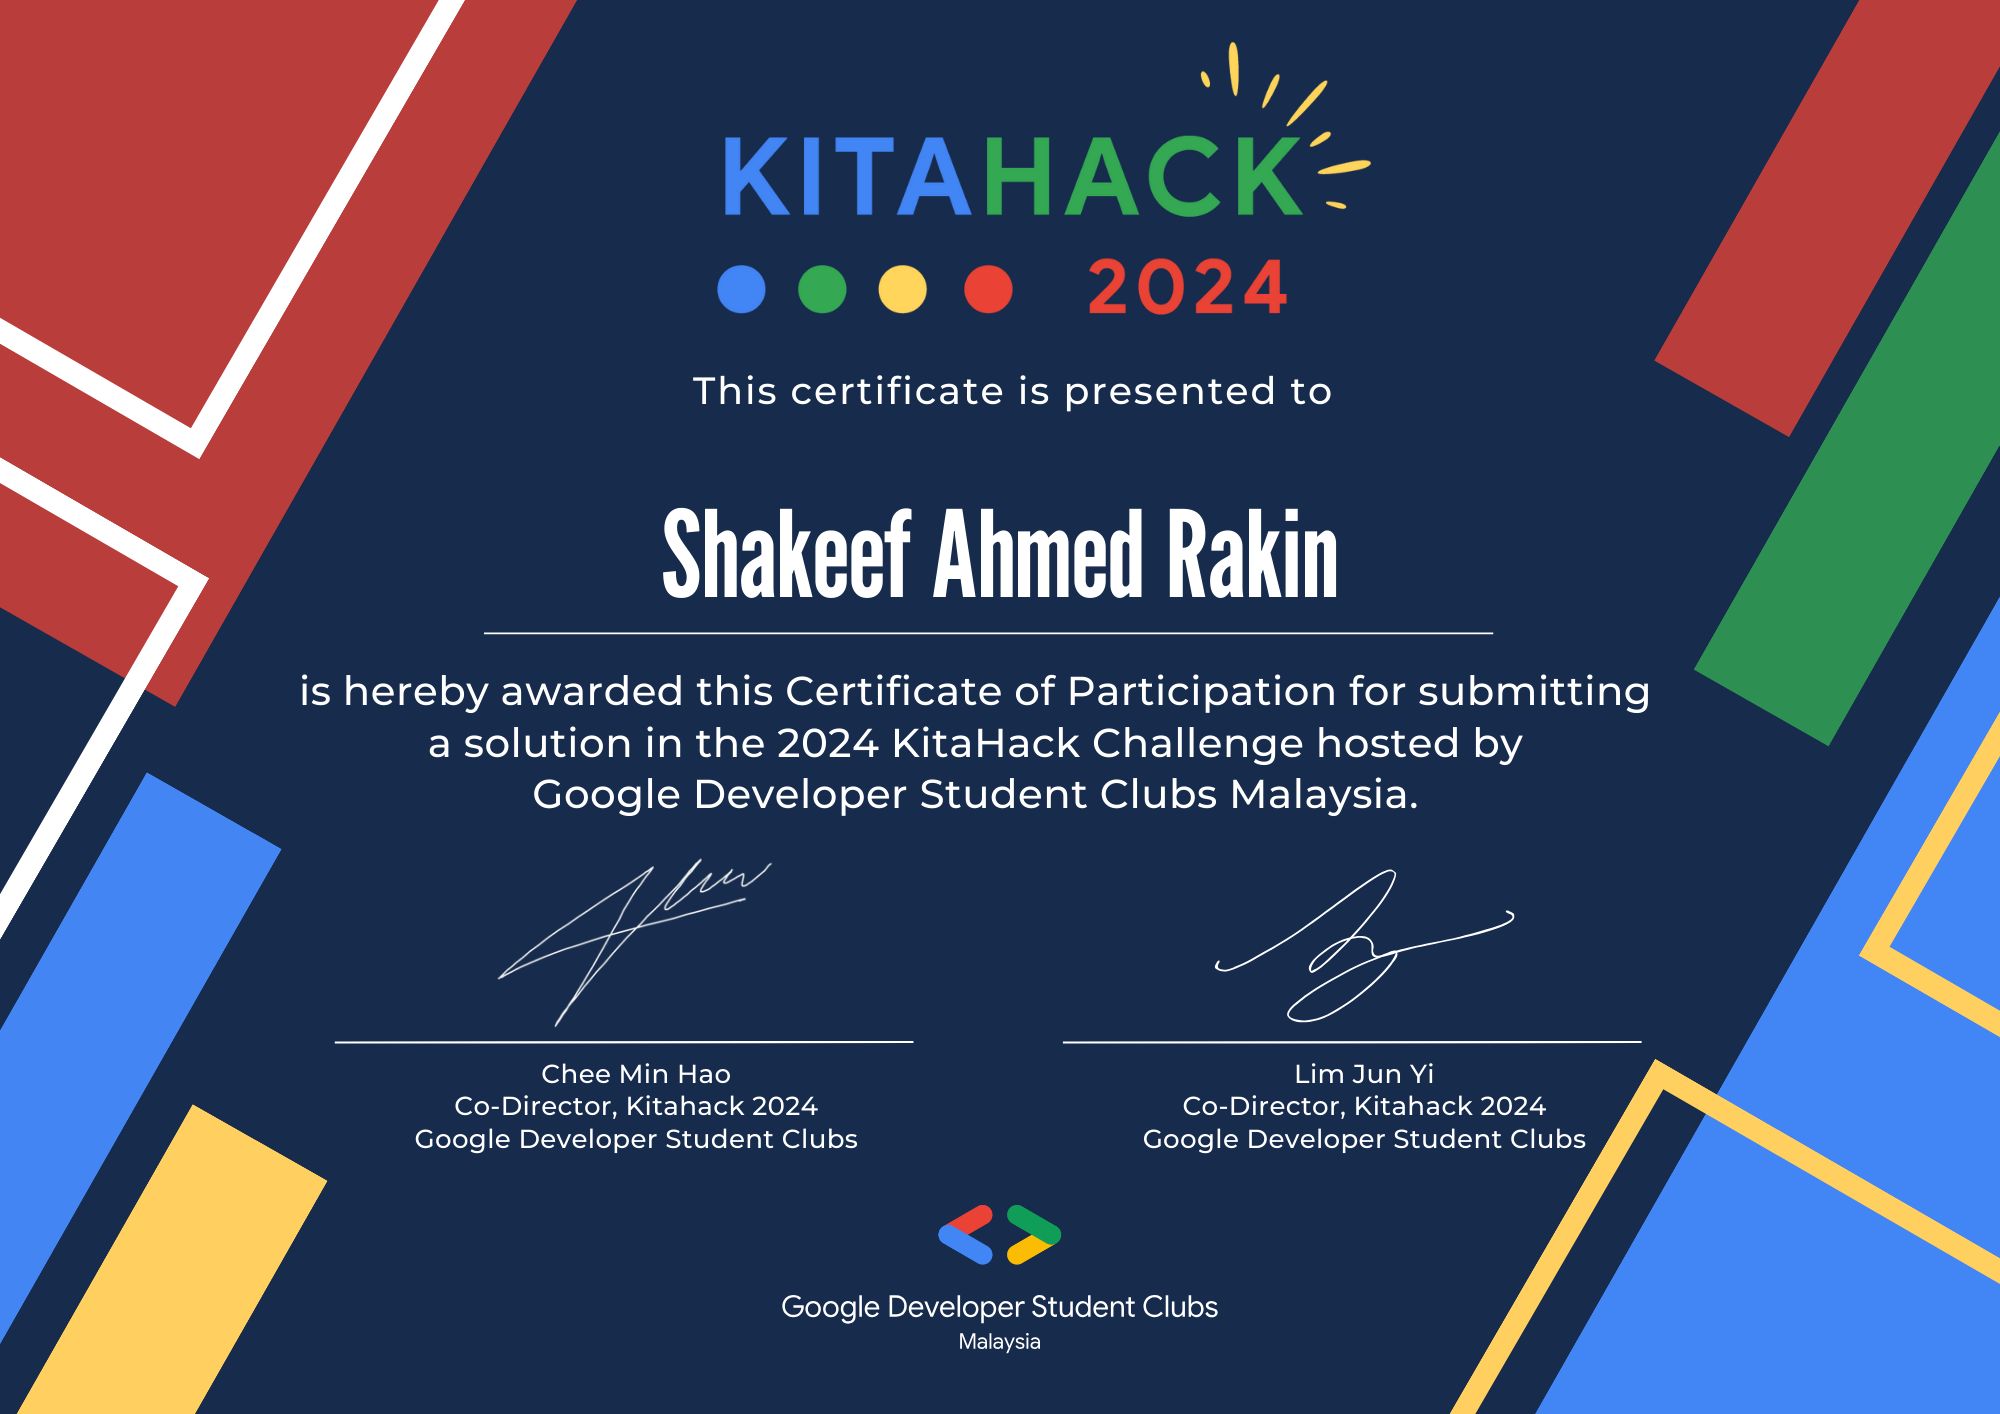 KITAHACK
2024
This certificate is presented to
Shakeef Ahmed Rakin
is hereby awarded this Certificate of Participation for submitting
a solution in the 2024 KitaHack Challenge hosted by
Google Developer Student Clubs Malaysia.
Chee Min Hao
Co-Director, Kitahack 2024
Google Developer Student Clubs
Lim Jun Yi
Co-Director, Kitahack 2024
Google Developer Student Clubs
Google Developer Student Clubs
Malaysia